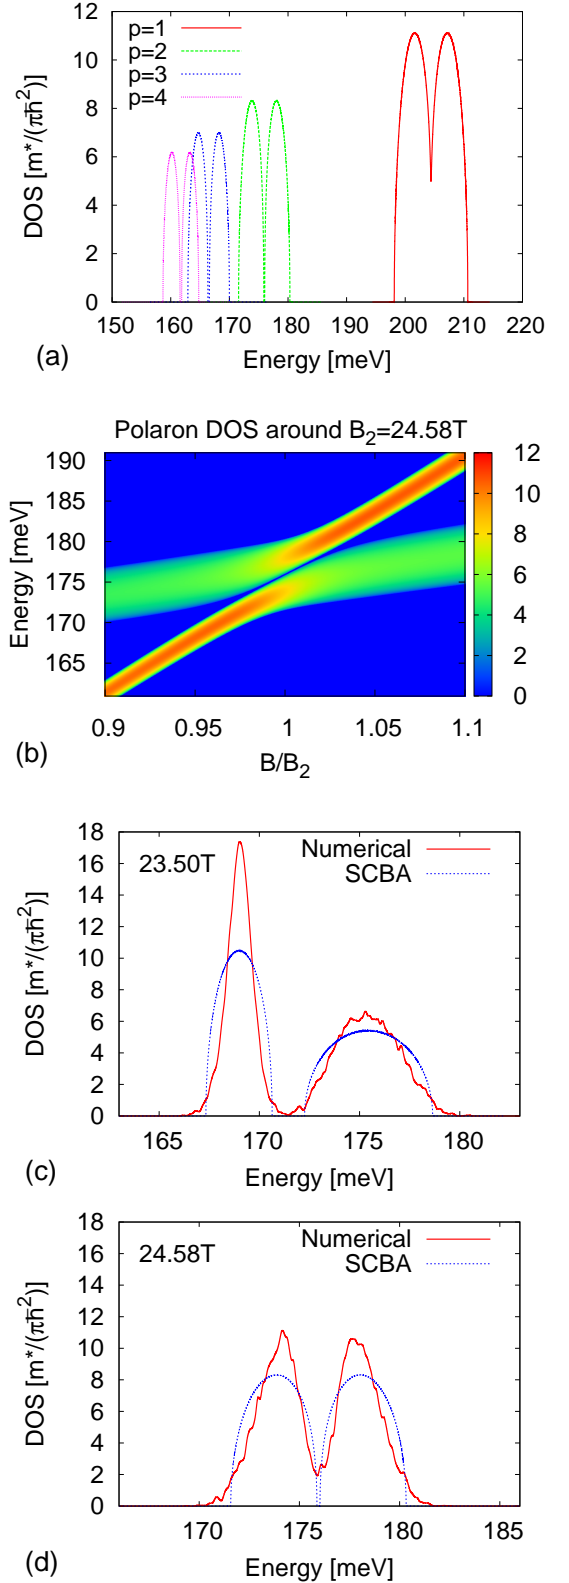 12
10
8
6
4
2
0
DOS [m*/(πħ²)]
p=1
p=2
p=3
p=4
150 160 170 180 190 200 210 220
Energy [meV]
(a)
Polaron DOS around B₂=24.58T
190
185
180
175
170
165
Energy [meV]
12
10
8
6
4
2
0
0.9 0.95 1 1.05 1.1
B/B₂
(b)
18
16
14
12
10
8
6
4
2
0
DOS [m*/(πħ²)]
23.50T
Numerical
SCBA
165 170 175 180
Energy [meV]
(c)
18
16
14
12
10
8
6
4
2
0
DOS [m*/(πħ²)]
24.58T
Numerical
SCBA
170 175 180 185
Energy [meV]
(d)